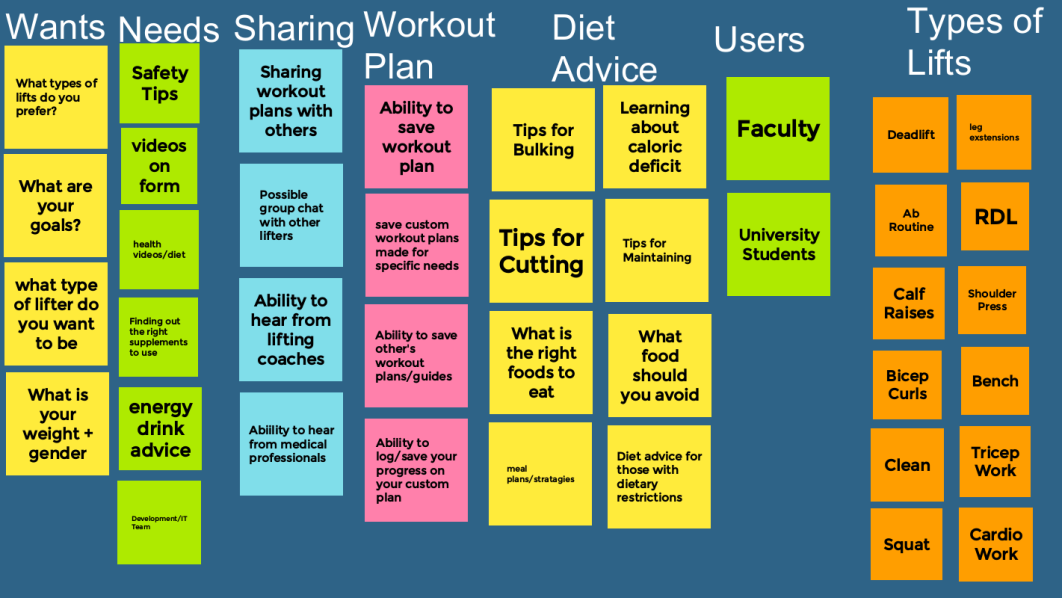 Wants
What types of
lifts do you
prefer?
What are
your
goals?
what type
of lifter do
you want
to be
What is
your
weight +
gender
Needs
Safety
Tips
videos
on
form
health
videos/diet
Finding out
the right
supplements
to use
energy
drink
advice
Development/IT
Team
Sharing
Sharing
workout
plans with
others
Possible
group chat
with other
lifters
Ability to
hear from
lifting
coaches
Abiility to hear
from medical
professionals
Workout
Plan
Ability to
save
workout
plan
save custom
workout plans
made for
specific needs
Ability to save
other's
workout
plans/guides
Ability to
log/save your
progress on
your custom
plan
Diet
Advice
Tips for
Bulking
Learning
about
caloric
deficit
Tips for
Cutting
Tips for
Maintaining
What is
the right
foods to
eat
What
food
should
you avoid
meal
plans/stratagies
Diet advice for
those with
dietary
restrictions
Users
Faculty
University
Students
Types of
Lifts
Deadlift
leg
exstensions
Ab
Routine
RDL
Calf
Raises
Shoulder
Press
Bicep
Curls
Bench
Clean
Tricep
Work
Squat
Cardio
Work